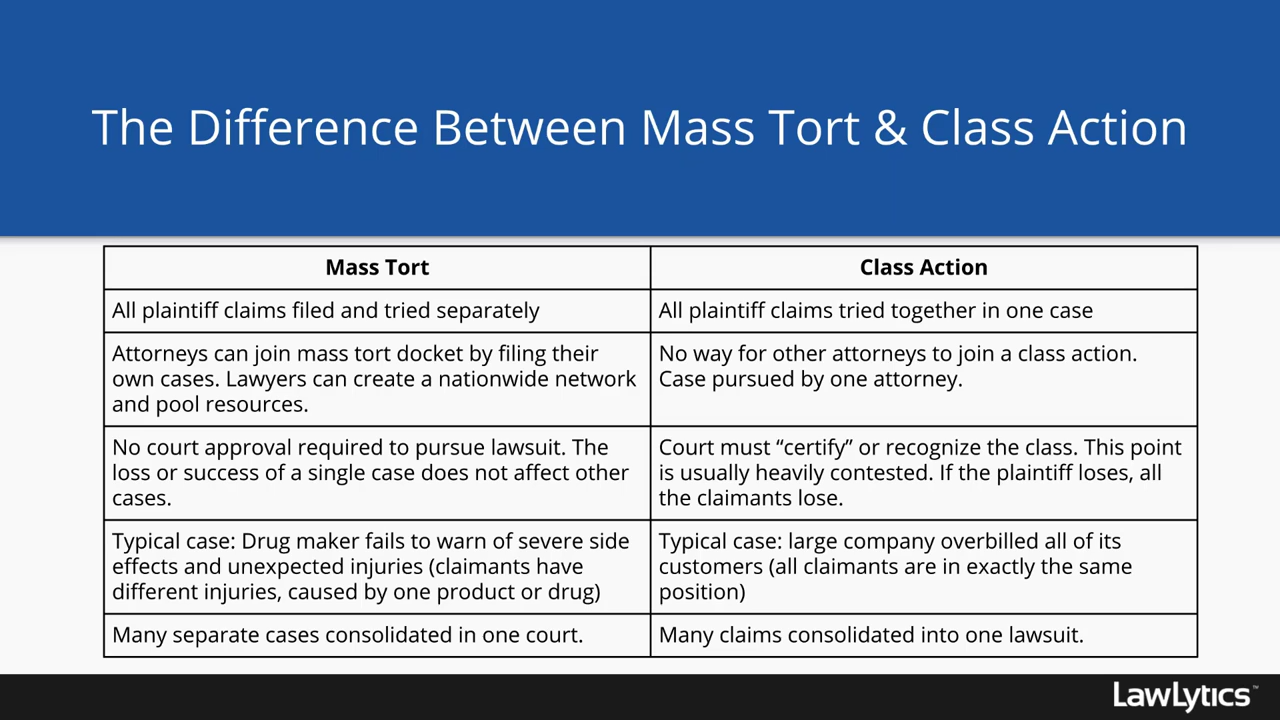 The Difference Between Mass Tort & Class Action
Mass Tort
Class Action
All plaintiff claims filed and tried separately
All plaintiff claims tried together in one case
Attorneys can join mass tort docket by filing their
own cases. Lawyers can create a nationwide network
and pool resources.
No way for other attorneys to join a class action.
Case pursued by one attorney.
No court approval required to pursue lawsuit. The
loss or success of a single case does not affect other
cases.
Court must “certify” or recognize the class. This point
is usually heavily contested. If the plaintiff loses, all
the claimants lose.
Typical case: Drug maker fails to warn of severe side
effects and unexpected injuries (claimants have
different injuries, caused by one product or drug)
Typical case: large company overbilled all of its
customers (all claimants are in exactly the same
position)
Many separate cases consolidated in one court.
Many claims consolidated into one lawsuit.
LawLytics™